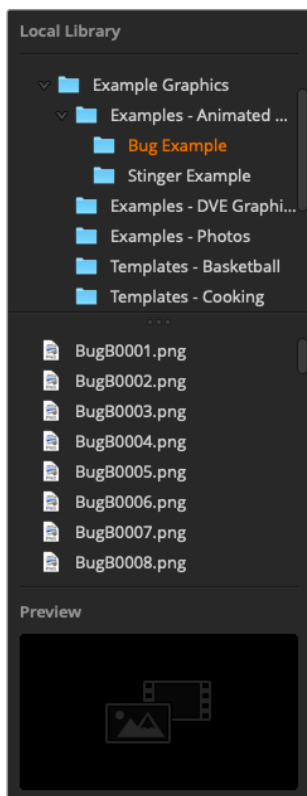 Local Library
Example Graphics
Examples - Animated ...
Bug Example
Stinger Example
Examples - DVE Graphi...
Examples - Photos
Templates - Basketball
Templates - Cooking
BugB0001.png
BugB0002.png
BugB0003.png
BugB0004.png
BugB0005.png
BugB0006.png
BugB0007.png
BugB0008.png
Preview